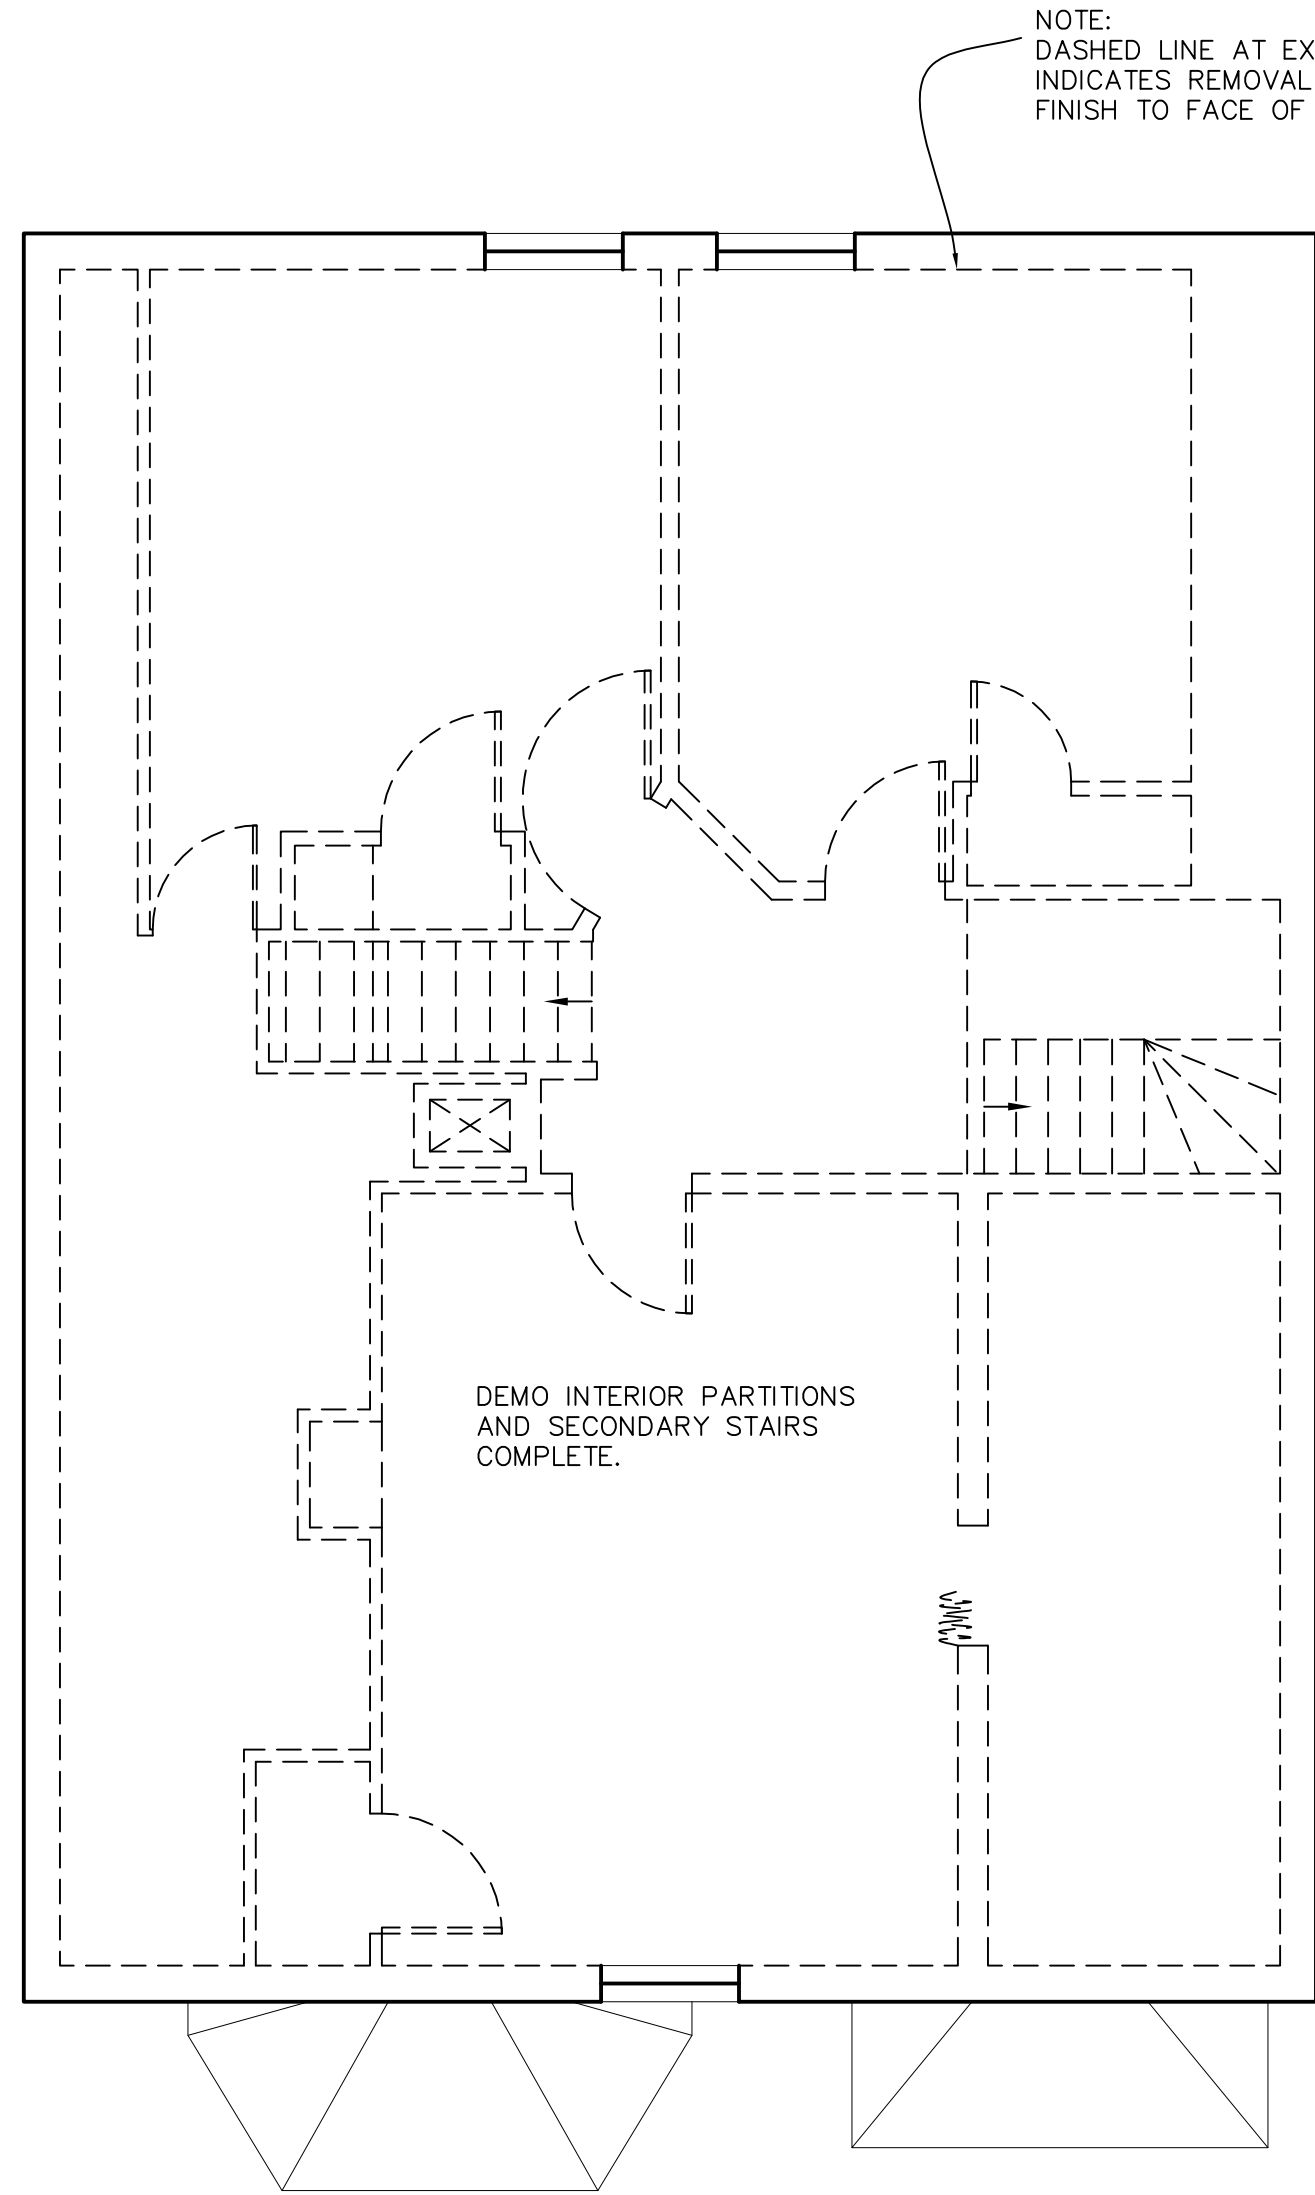 NOTE:
DASHED LINE AT EX
INDICATES REMOVAL
FINISH TO FACE OF
DEMO INTERIOR PARTITIONS
AND SECONDARY STAIRS
COMPLETE.